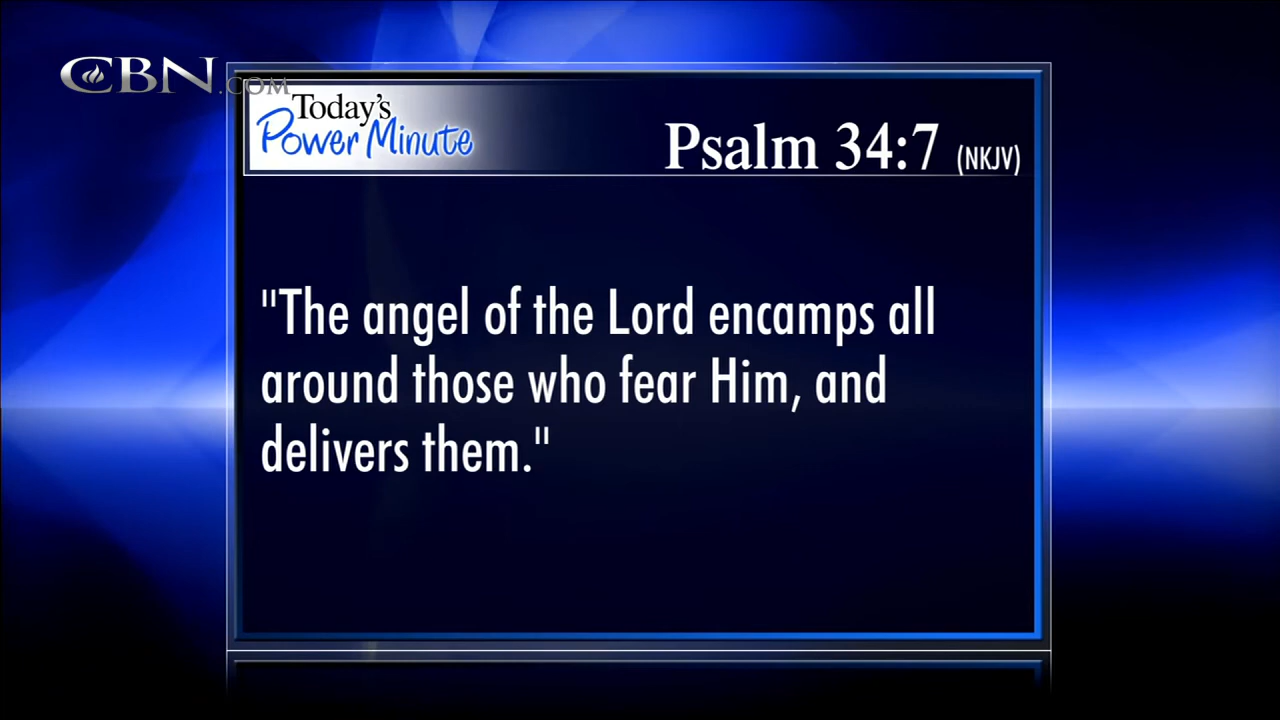 CBN.COM
Today's
Power Minute
Psalm 34:7 (NKJV)
"The angel of the Lord encamps all
around those who fear Him, and
delivers them."